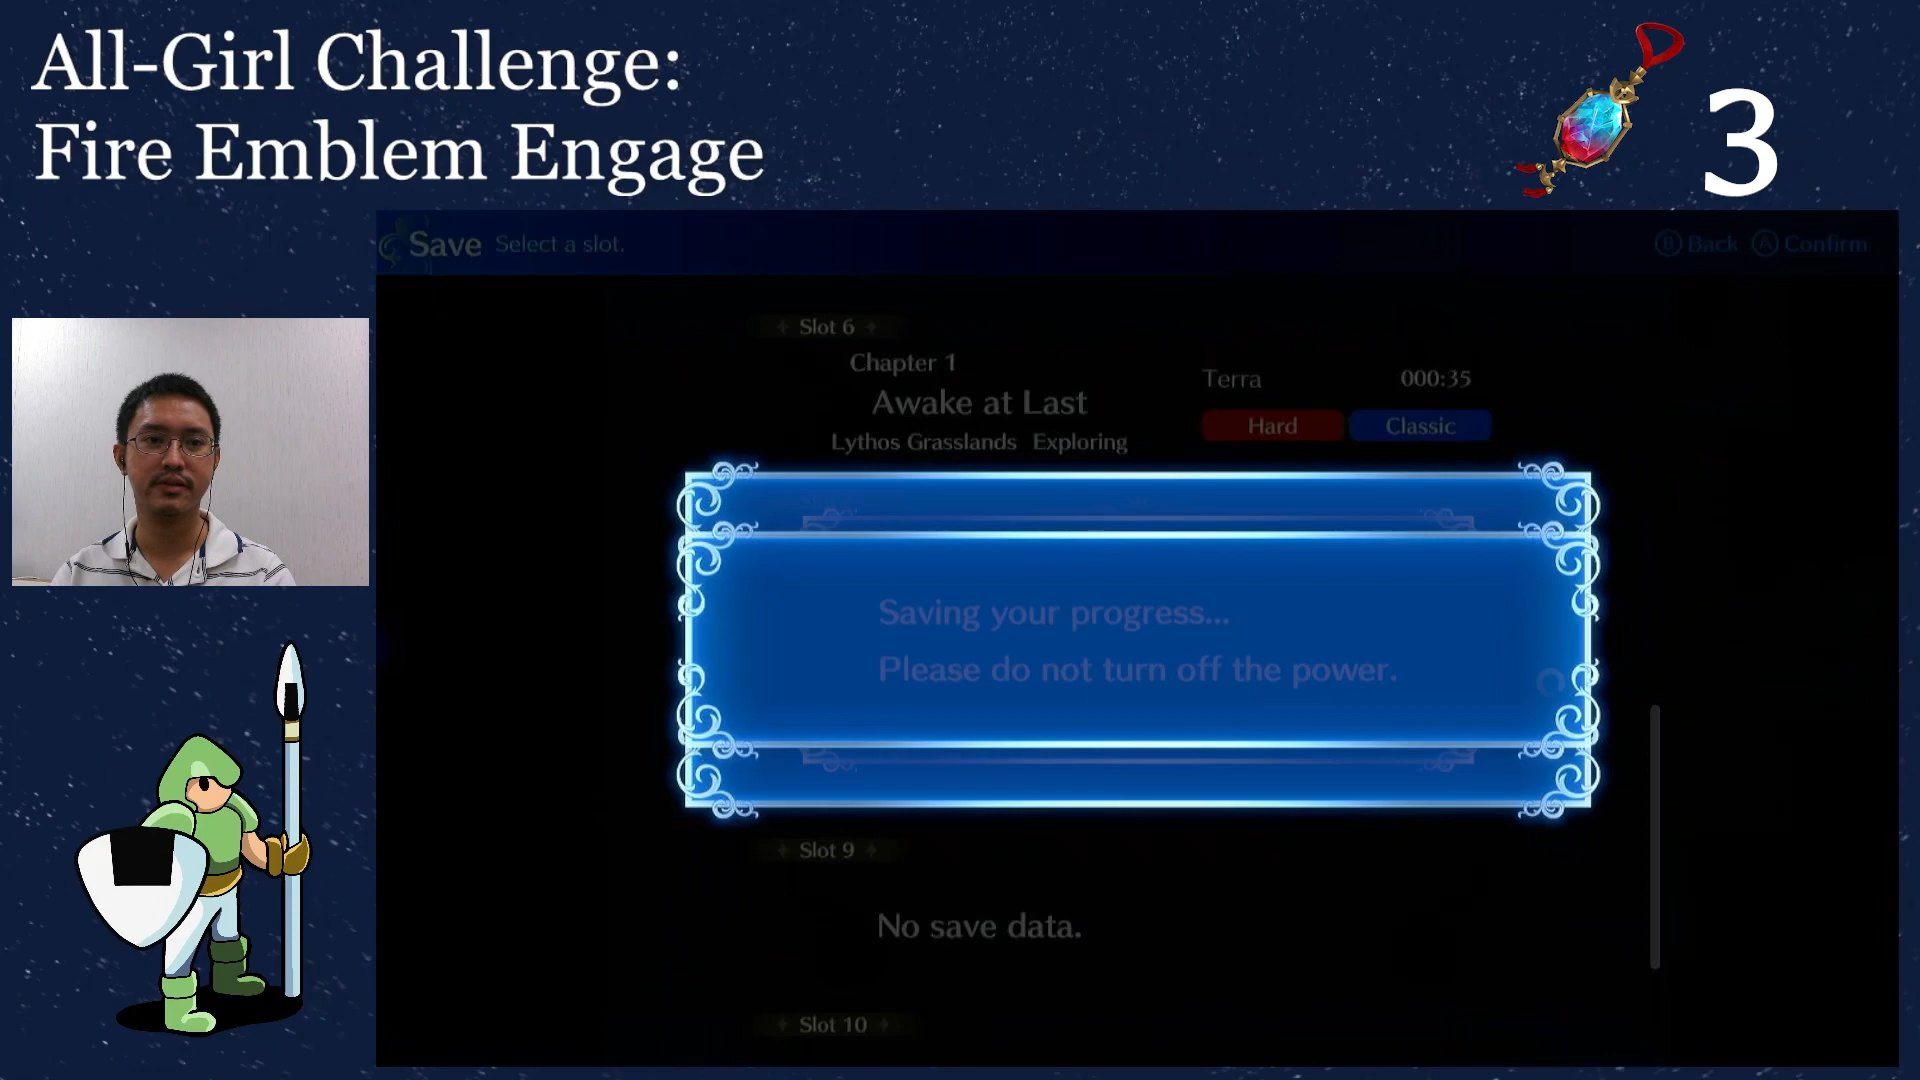 All-Girl Challenge:
Fire Emblem Engage
3
Save Select a slot.
B Back A Confirm
Slot 6
Chapter 1
Awake at Last
Lythos Grasslands Exploring
Terra 000:35
Hard Classic
Saving your progress...
Please do not turn off the power.
Slot 9
No save data.
Slot 10